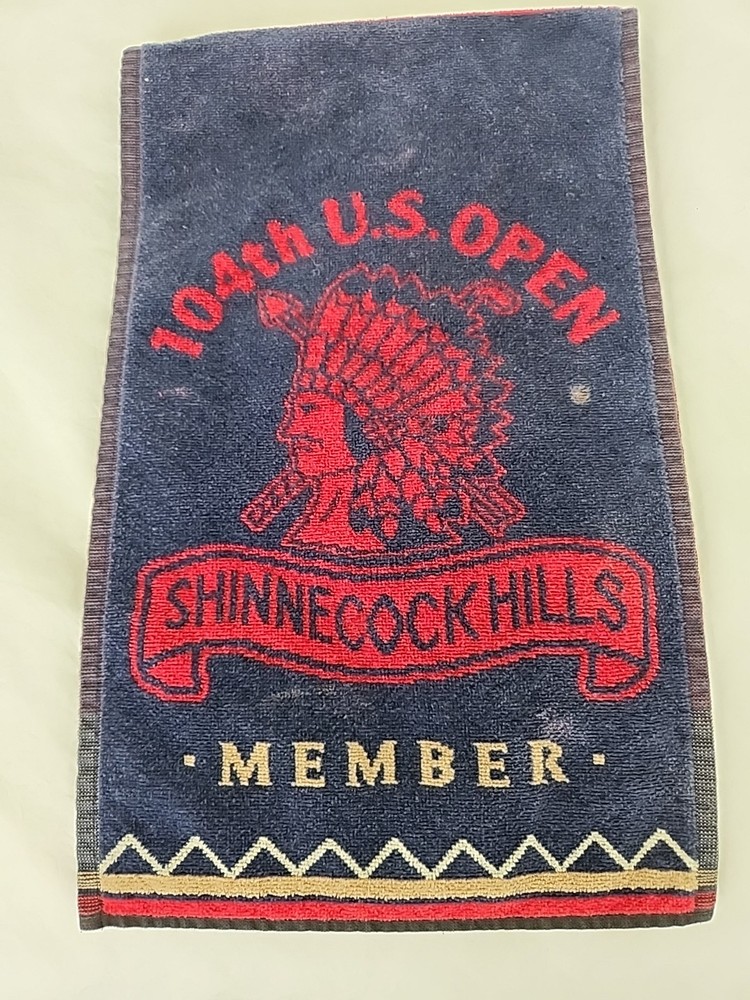 104th U.S. OPEN
SHINNECOCK HILLS
· MEMBER ·